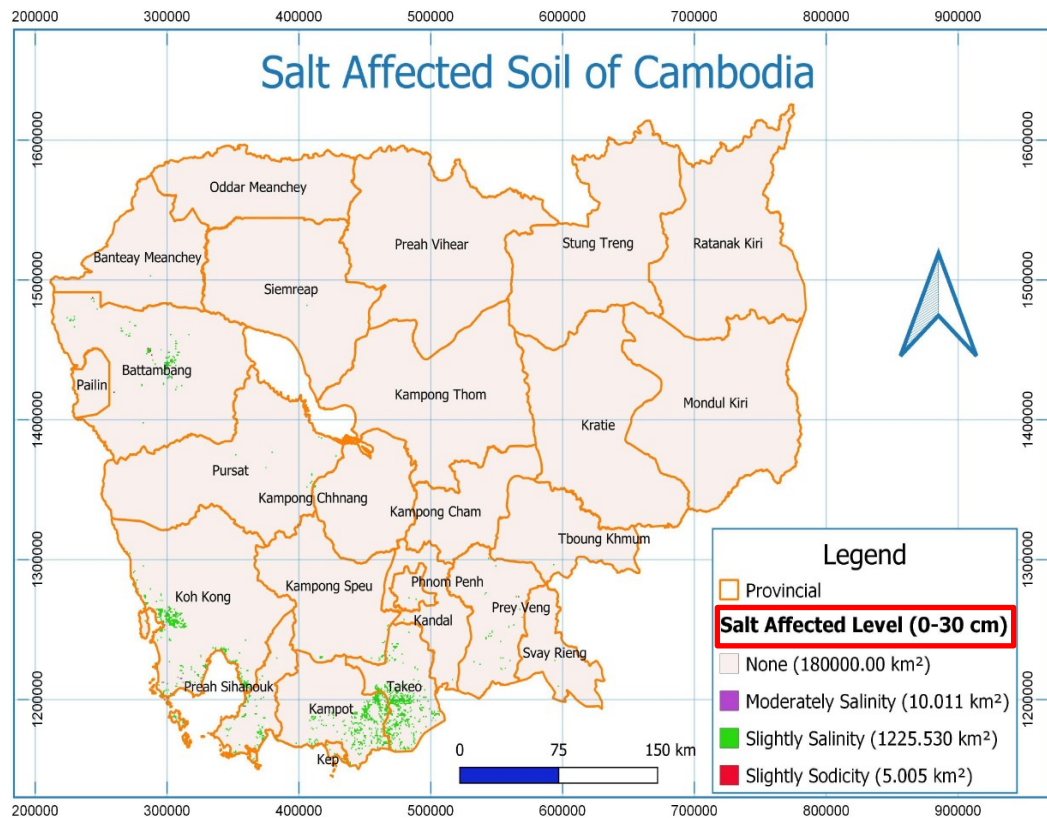 200000 300000 400000 500000 600000 700000 800000 900000
Salt Affected Soil of Cambodia
1600000 1600000
Oddar Meanchey
Preah Vihear Stung Treng Ratanak Kiri
Banteay Meanchey
Siemreap
1500000 1500000
Battambang
Pailin
Kampong Thom
Mondul Kiri
Kratie
1400000 1400000
Pursat
Kampong Chhnang
Kampong Cham
Tboung Khmum
1300000 1300000
Kampong Speu Phnom Penh
Koh Kong
Prey Veng
Kandal
Svay Rieng
Preah Sihanouk Takeo
Kampot
1200000 1200000
Kep
0 75 150 km
Legend
Provincial
Salt Affected Level (0-30 cm)
None (180000.00 km²)
Moderately Salinity (10.011 km²)
Slightly Salinity (1225.530 km²)
Slightly Sodicity (5.005 km²)
200000 300000 400000 500000 600000 700000 800000 900000